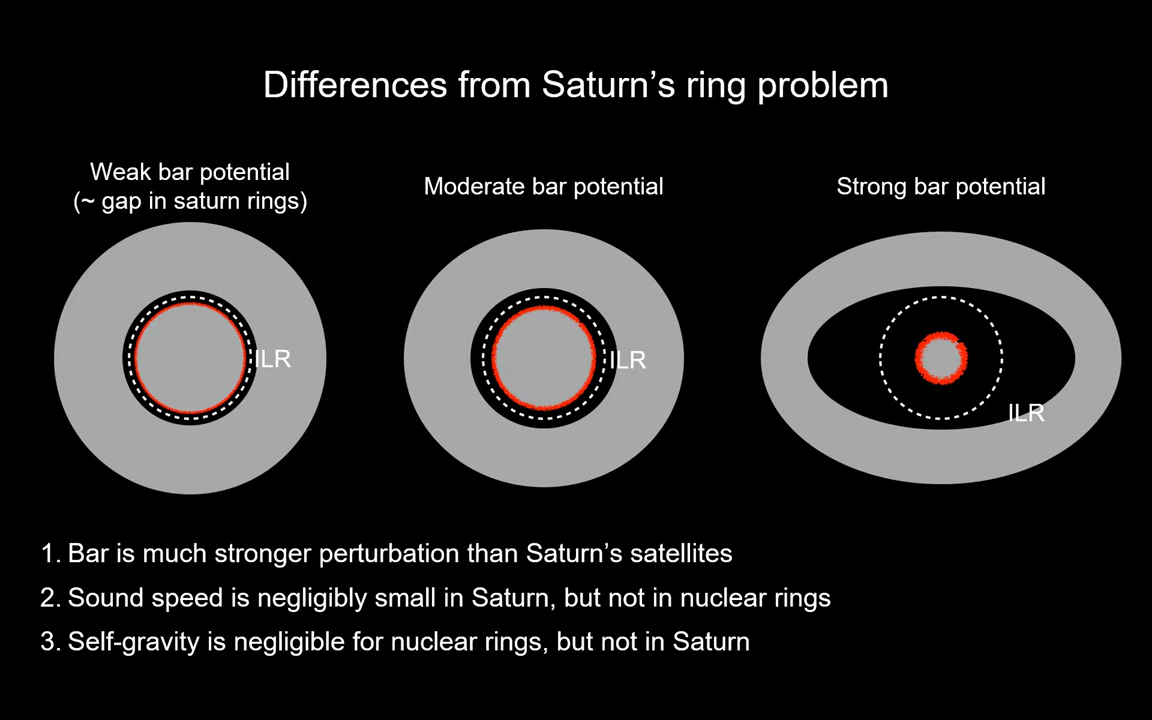 Differences from Saturn's ring problem
Weak bar potential
(~ gap in saturn rings)
Moderate bar potential
Strong bar potential
ILR
ILR
ILR
1. Bar is much stronger perturbation than Saturn's satellites
2. Sound speed is negligibly small in Saturn, but not in nuclear rings
3. Self-gravity is negligible for nuclear rings, but not in Saturn